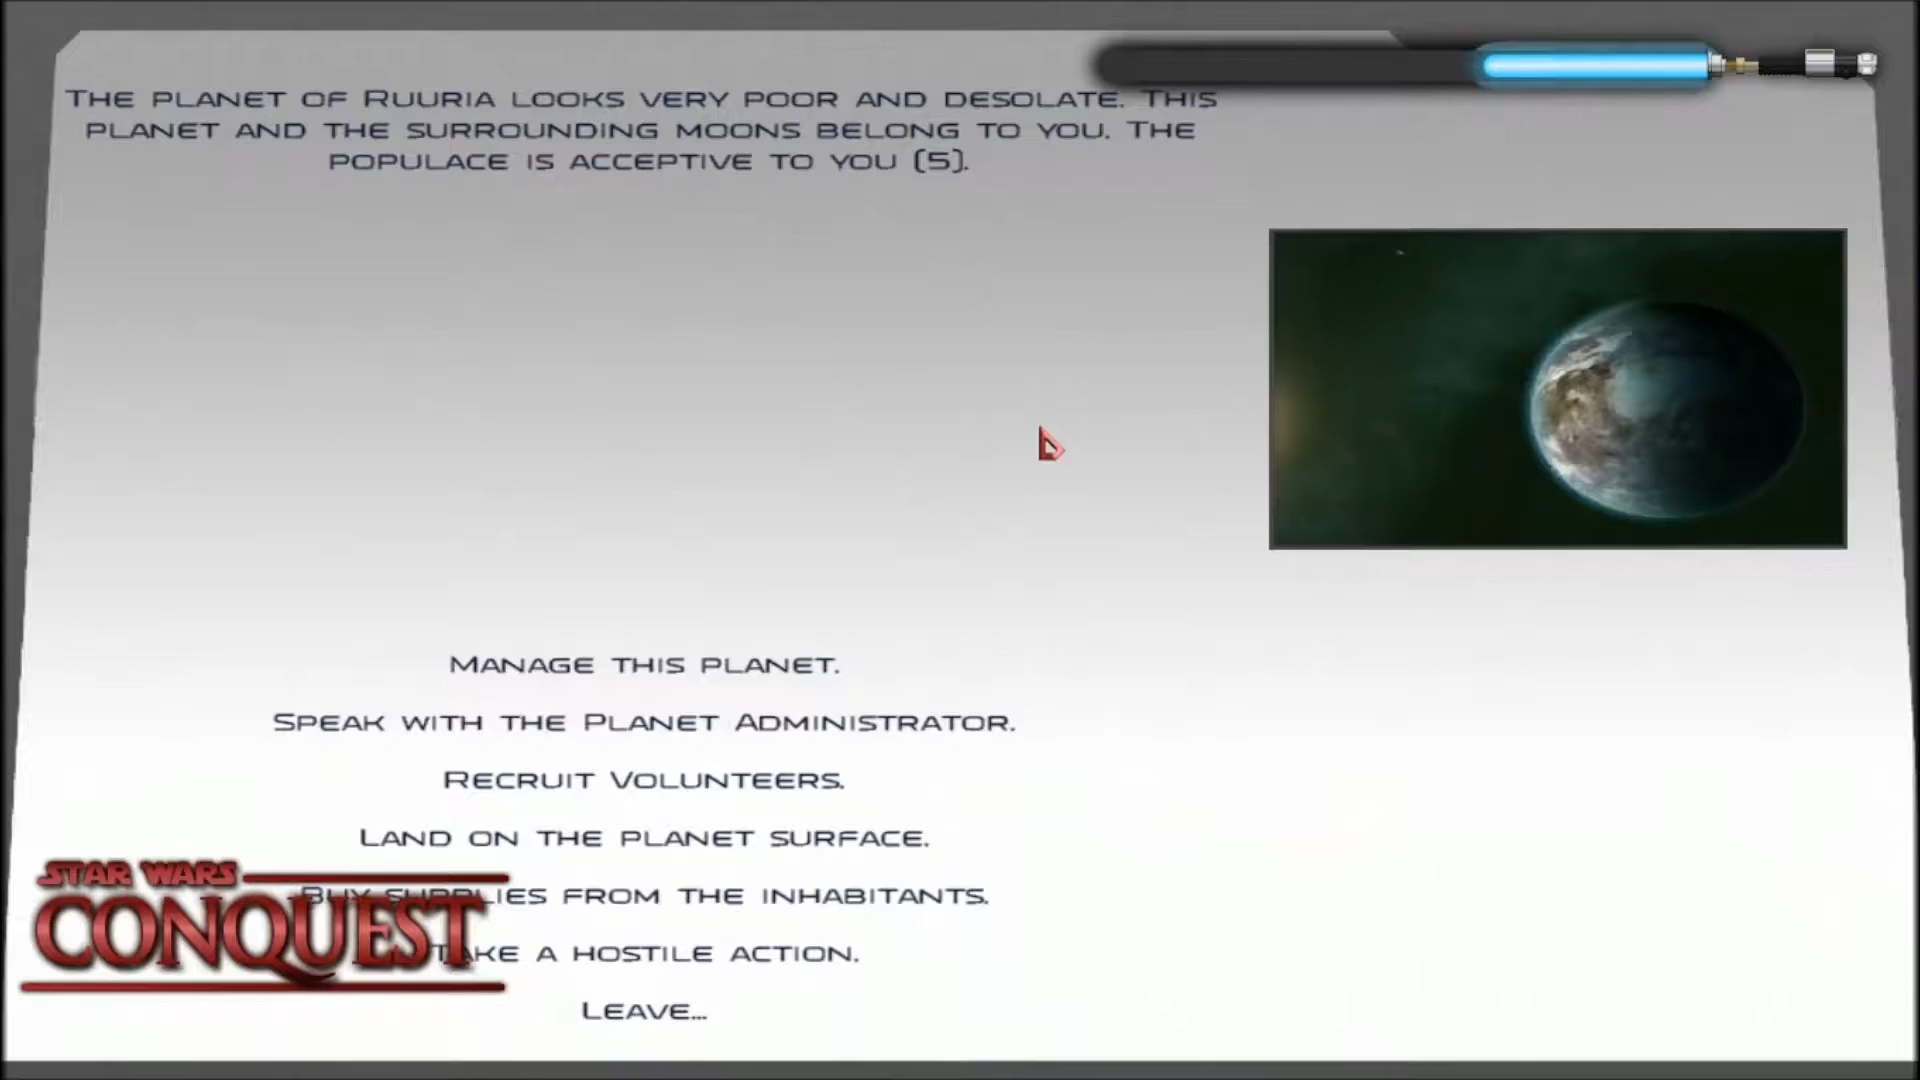 The planet of Ruuria looks very poor and desolate. This
planet and the surrounding moons belong to you. The
populace is acceptive to you (5).
Manage this planet.
Speak with the Planet Administrator.
Recruit Volunteers.
Land on the planet surface.
Buy supplies from the inhabitants.
Take a hostile action.
Leave...
STAR WARS
CONQUEST